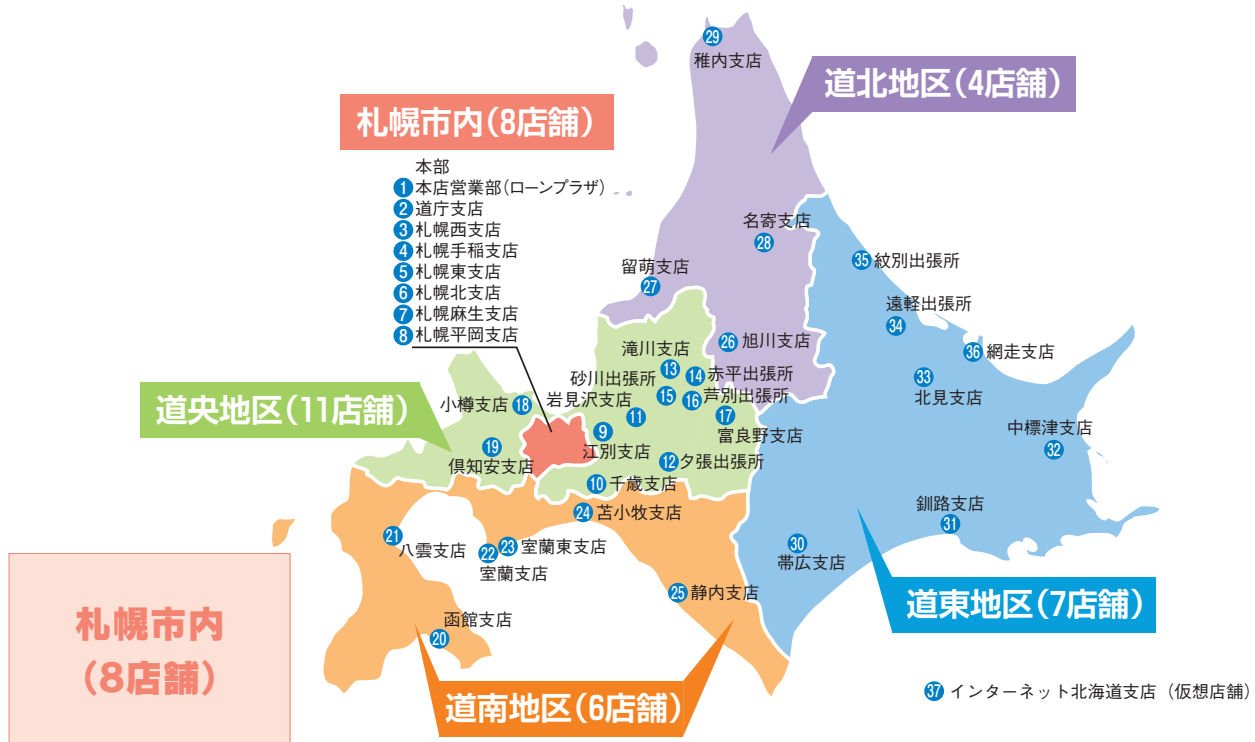 札幌市内(8店舗)
本部
1 本店営業部(ローンプラザ)
2 道庁支店
3 札幌西支店
4 札幌手稲支店
5 札幌東支店
6 札幌北支店
7 札幌麻生支店
8 札幌平岡支店
道北地区(4店舗)
29
稚内支店
名寄支店
28
留萌支店
27
26 旭川支店
35 紋別出張所
遠軽出張所
34
36 網走支店
33
北見支店
中標津支店
32
釧路支店
31
30
帯広支店
道東地区(7店舗)
道央地区(11店舗)
滝川支店
13
14 赤平出張所
砂川出張所
15
16 芦別出張所
岩見沢支店
11
17
富良野支店
小樽支店 18
19
倶知安支店
9
江別支店
12 夕張出張所
10 千歳支店
24 苫小牧支店
21
八雲支店
22
室蘭支店
23 室蘭東支店
25 静内支店
函館支店
20
道南地区(6店舗)
札幌市内
(8店舗)
37 インターネット北海道支店(仮想店舗)